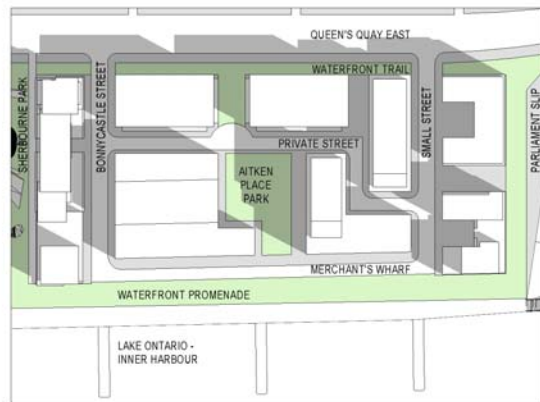 QUEEN'S QUAY EAST
WATERFRONT TRAIL
SHERBOURNE PARK
BONNYCASTLE STREET
PRIVATE STREET
SMALL STREET
PARLIAMENT SLIP
AITKEN
PLACE
PARK
MERCHANT'S WHARF
WATERFRONT PROMENADE
LAKE ONTARIO -
INNER HARBOUR